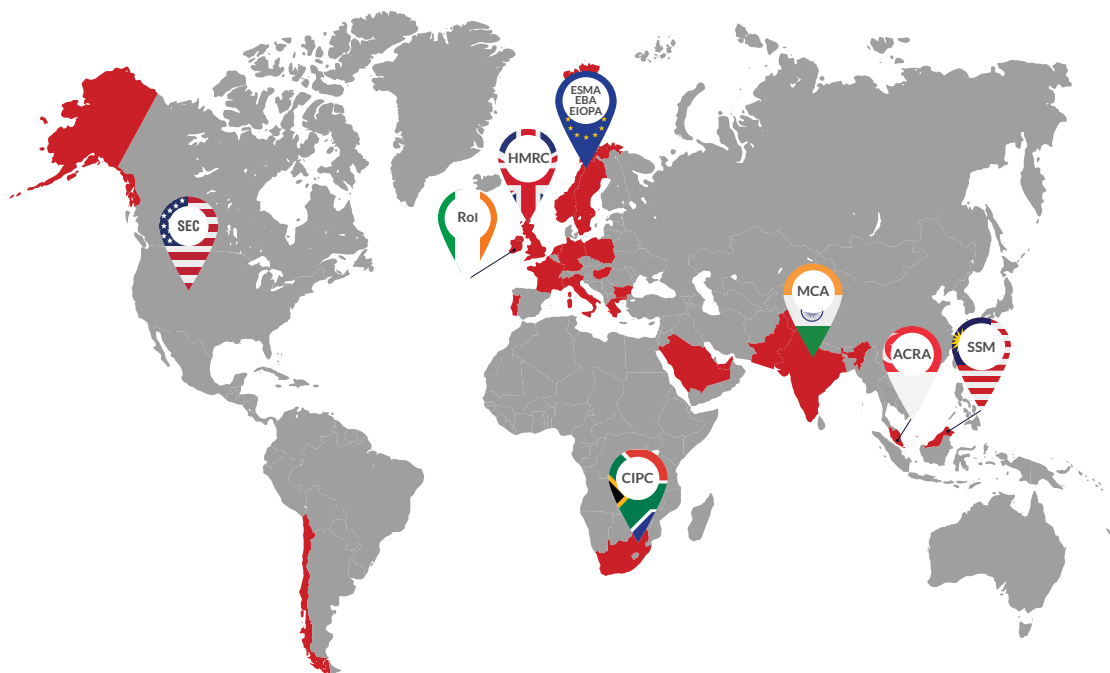 ESMA
EBA
EIOPA
HMRC
RoI
SEC
MCA
ACRA
SSM
CIPC